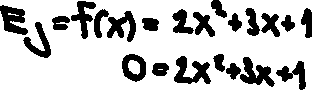 Ej = f(x) = 2x²+3x+1
0 = 2x²+3x+1